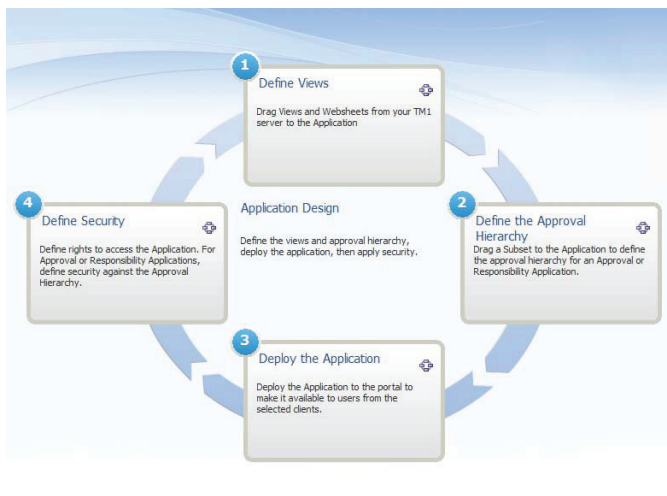 1
Define Views
Drag Views and Websheets from your TM1
server to the Application
2
Define the Approval
Hierarchy
Drag a Subset to the Application to define
the approval hierarchy for an Approval or
Responsibility Application.
3
Deploy the Application
Deploy the Application to the portal to
make it available to users from the
selected clients.
4
Define Security
Define rights to access the Application. For
Approval or Responsibility Applications,
define security against the Approval
Hierarchy.
Application Design
Define the views and approval hierarchy,
deploy the application, then apply security.